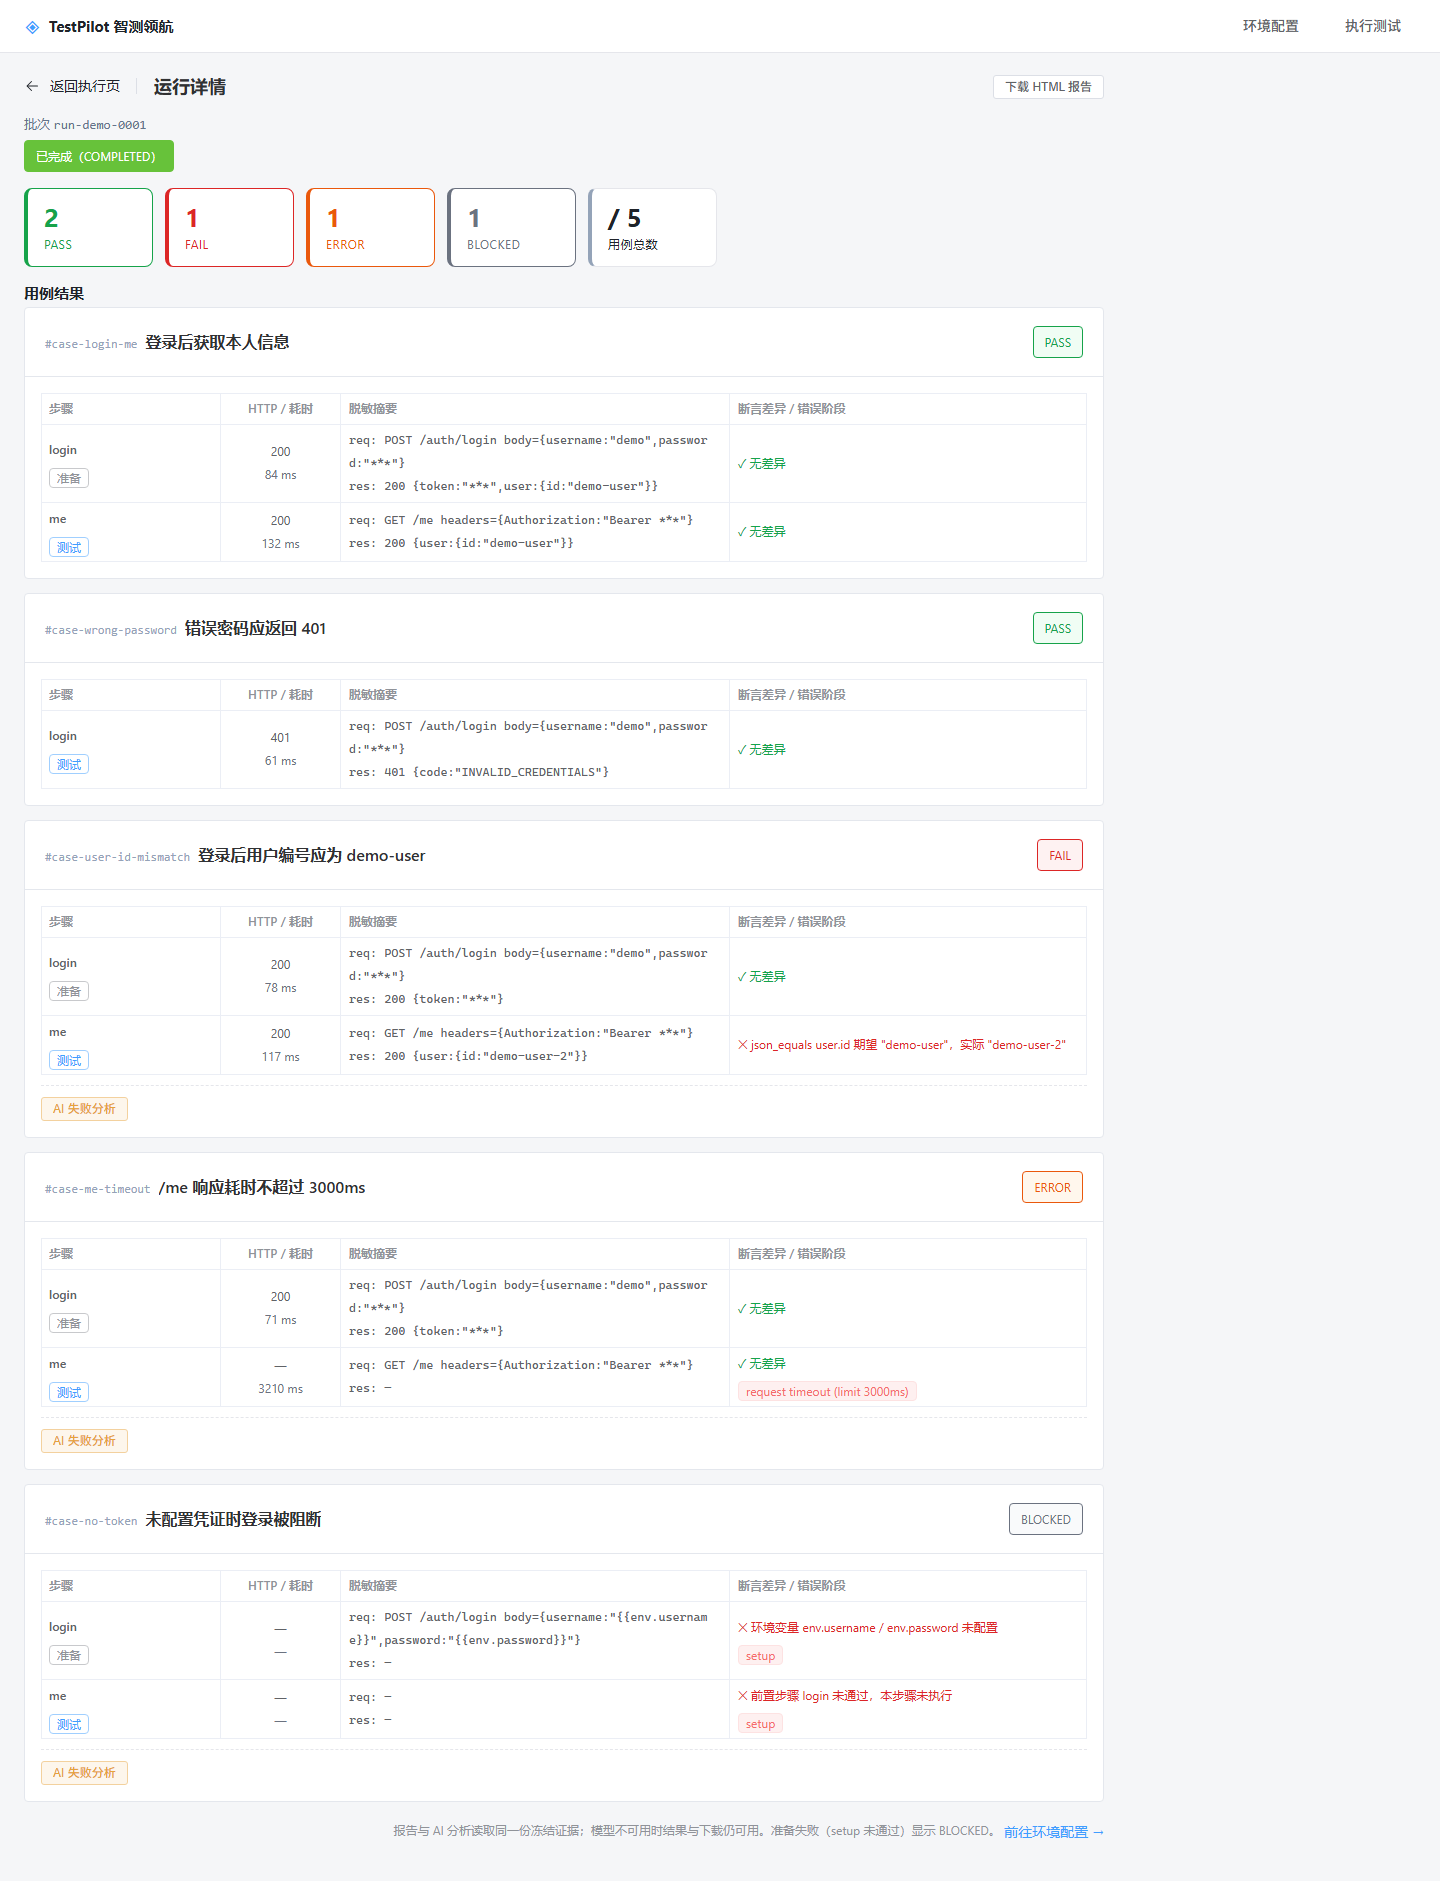 TestPilot 智测领航
环境配置
执行测试
← 返回执行页
运行详情
下载 HTML 报告
批次 run-demo-0001
已完成（COMPLETED）
2
PASS
1
FAIL
1
ERROR
1
BLOCKED
/ 5
用例总数
用例结果
#case-login-me 登录后获取本人信息
PASS
步骤 HTTP / 耗时 脱敏摘要 断言差异 / 错误阶段
login
准备
200
84 ms
req: POST /auth/login body={username:"demo",passwor
d:"***"}
res: 200 {token:"***",user:{id:"demo-user"}}
✓ 无差异
me
测试
200
132 ms
req: GET /me headers={Authorization:"Bearer ***"}
res: 200 {user:{id:"demo-user"}}
✓ 无差异
#case-wrong-password 错误密码应返回 401
PASS
步骤 HTTP / 耗时 脱敏摘要 断言差异 / 错误阶段
login
测试
401
61 ms
req: POST /auth/login body={username:"demo",passwor
d:"***"}
res: 401 {code:"INVALID_CREDENTIALS"}
✓ 无差异
#case-user-id-mismatch 登录后用户编号应为 demo-user
FAIL
步骤 HTTP / 耗时 脱敏摘要 断言差异 / 错误阶段
login
准备
200
78 ms
req: POST /auth/login body={username:"demo",passwor
d:"***"}
res: 200 {token:"***"}
✓ 无差异
me
测试
200
117 ms
req: GET /me headers={Authorization:"Bearer ***"}
res: 200 {user:{id:"demo-user-2"}}
✕ json_equals user.id 期望 "demo-user"，实际 "demo-user-2"
AI 失败分析
#case-me-timeout /me 响应耗时不超过 3000ms
ERROR
步骤 HTTP / 耗时 脱敏摘要 断言差异 / 错误阶段
login
准备
200
71 ms
req: POST /auth/login body={username:"demo",passwor
d:"***"}
res: 200 {token:"***"}
✓ 无差异
me
测试
—
3210 ms
req: GET /me headers={Authorization:"Bearer ***"}
res: —
✓ 无差异
request timeout (limit 3000ms)
AI 失败分析
#case-no-token 未配置凭证时登录被阻断
BLOCKED
步骤 HTTP / 耗时 脱敏摘要 断言差异 / 错误阶段
login
准备
—
—
req: POST /auth/login body={username:"{{env.usernam
e}}",password:"{{env.password}}"}
res: —
✕ 环境变量 env.username / env.password 未配置
setup
me
测试
—
—
req: —
res: —
✕ 前置步骤 login 未通过，本步骤未执行
setup
AI 失败分析
报告与 AI 分析读取同一份冻结证据；模型不可用时结果与下载仍可用。准备失败（setup 未通过）显示 BLOCKED。 前往环境配置 →